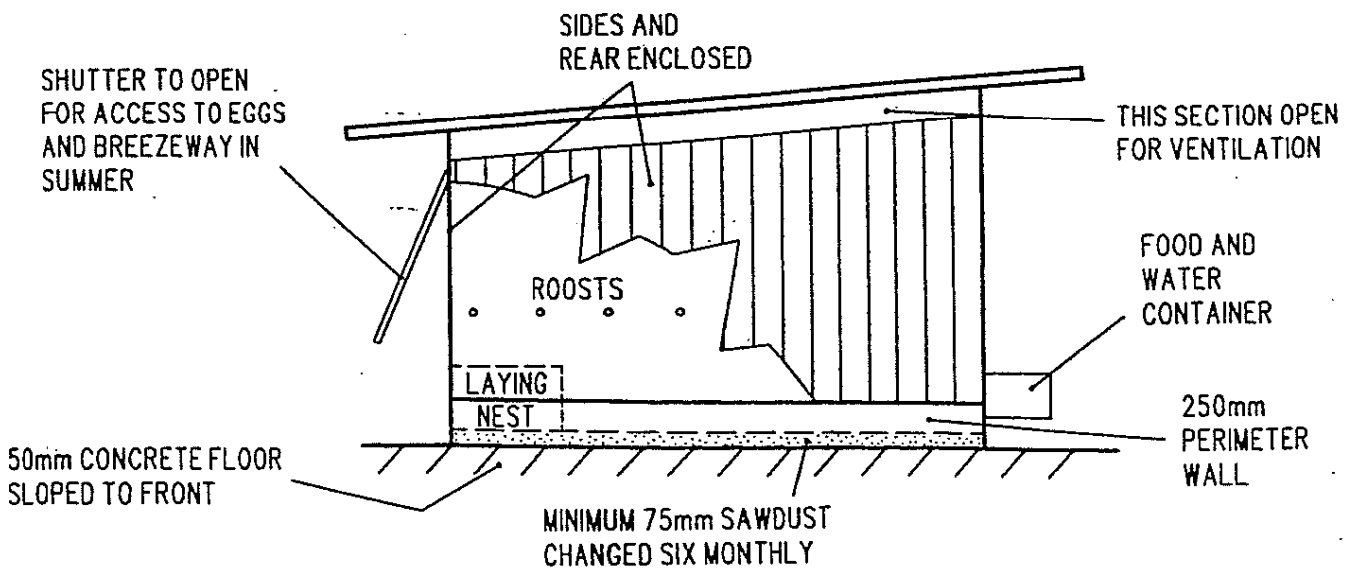 SIDES AND
REAR ENCLOSED
SHUTTER TO OPEN
FOR ACCESS TO EGGS
AND BREEZEWAY IN
SUMMER
THIS SECTION OPEN
FOR VENTILATION
FOOD AND
WATER
CONTAINER
ROOSTS
LAYING
NEST
250mm
PERIMETER
WALL
50mm CONCRETE FLOOR
SLOPED TO FRONT
MINIMUM 75mm SAWDUST
CHANGED SIX MONTHLY